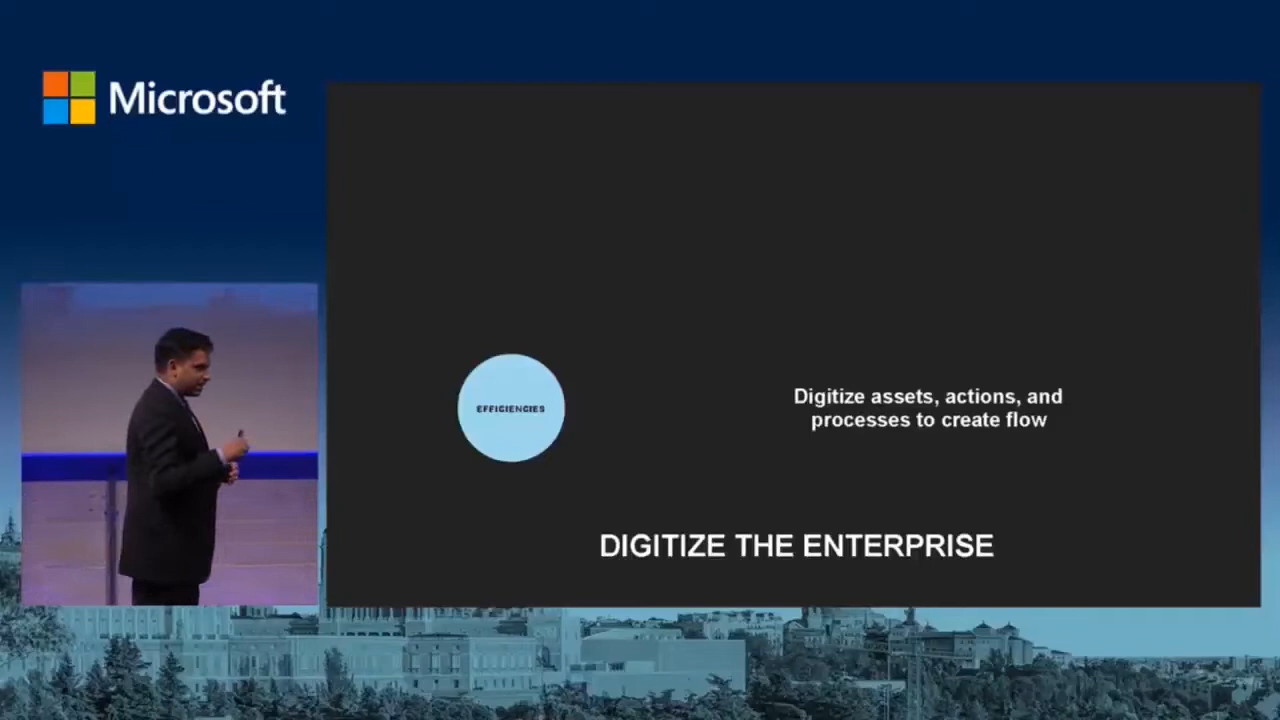 Microsoft
EFFICIENCIES
Digitize assets, actions, and
processes to create flow
DIGITIZE THE ENTERPRISE